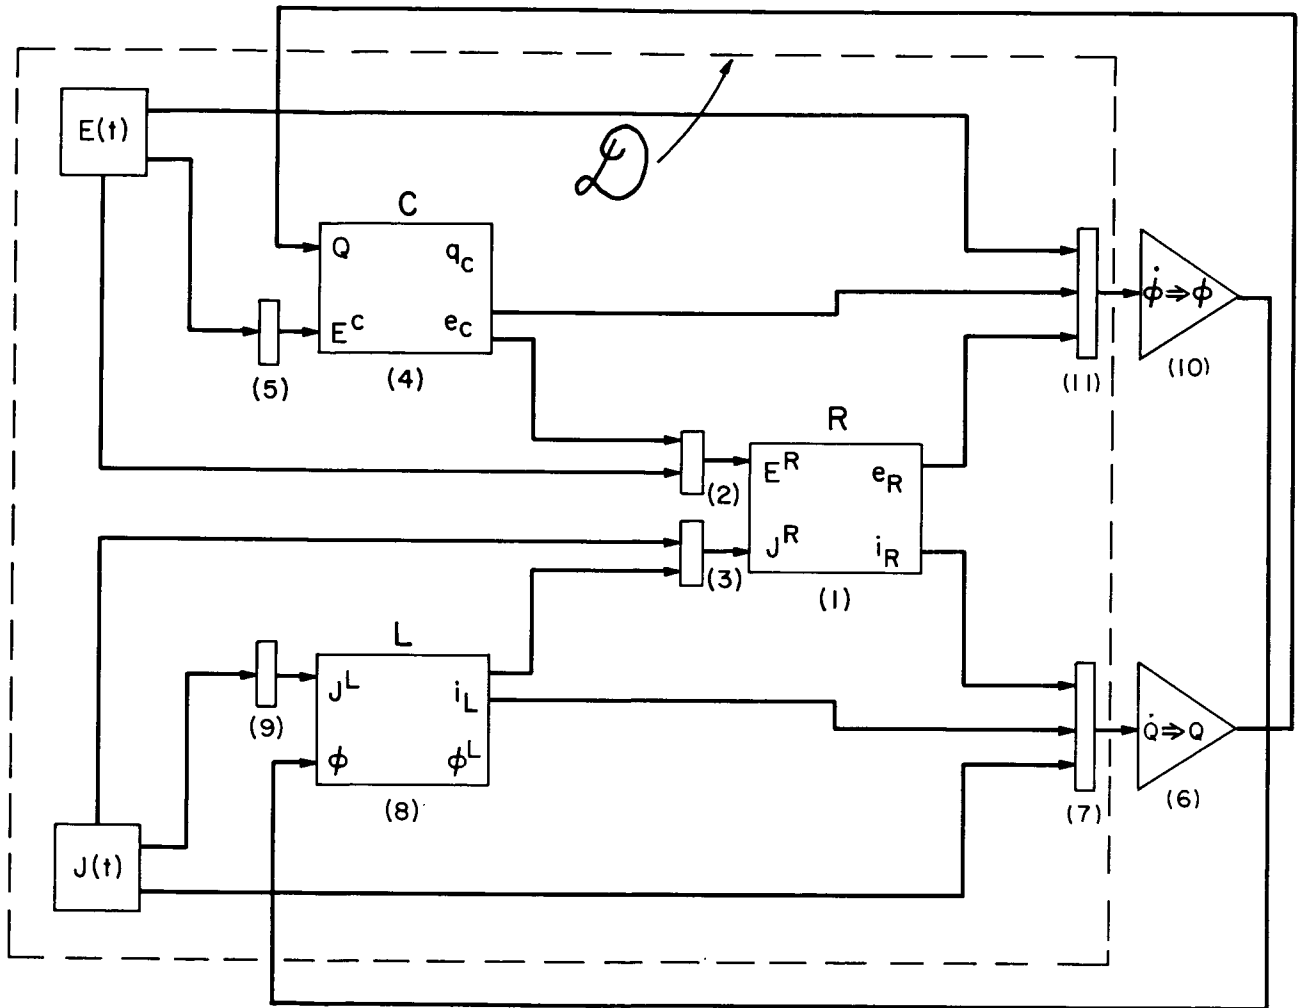 E(t)
𝒟
C
Q
q_C
E^C
e_C
(5)
(4)
φ̇ ⇒ φ
(10)
(11)
R
E^R
e_R
(2)
J^R
i_R
(3)
(1)
L
J^L
i_L
(9)
φ
φ^L
(8)
Q̇ ⇒ Q
(7)
(6)
J(t)